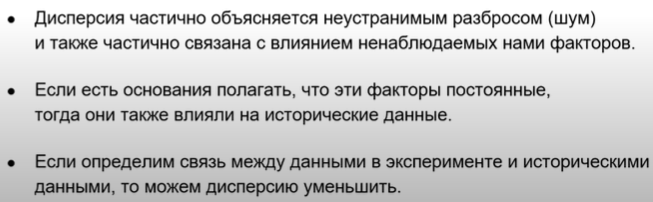 • Дисперсия частично объясняется неустранимым разбросом (шум)
и также частично связана с влиянием ненаблюдаемых нами факторов.
• Если есть основания полагать, что эти факторы постоянные,
тогда они также влияли на исторические данные.
• Если определим связь между данными в эксперименте и историческими
данными, то можем дисперсию уменьшить.